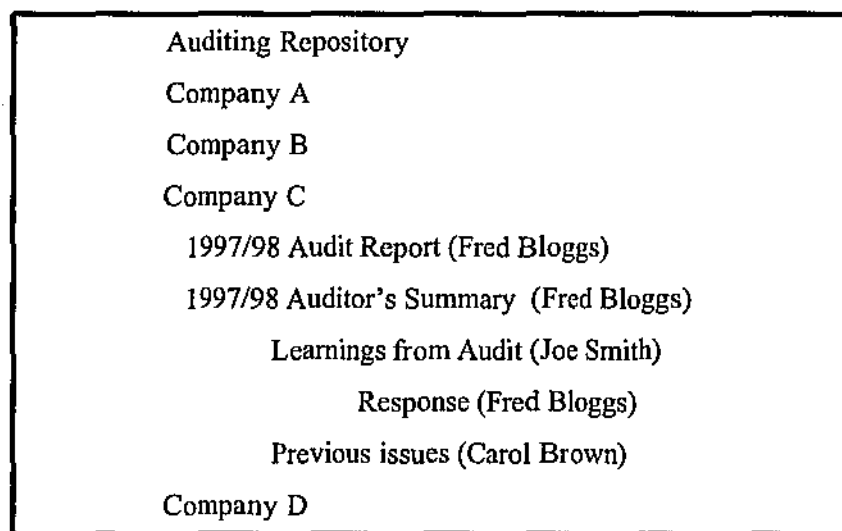 Auditing Repository
Company A
Company B
Company C
1997/98 Audit Report (Fred Bloggs)
1997/98 Auditor's Summary (Fred Bloggs)
Learnings from Audit (Joe Smith)
Response (Fred Bloggs)
Previous issues (Carol Brown)
Company D